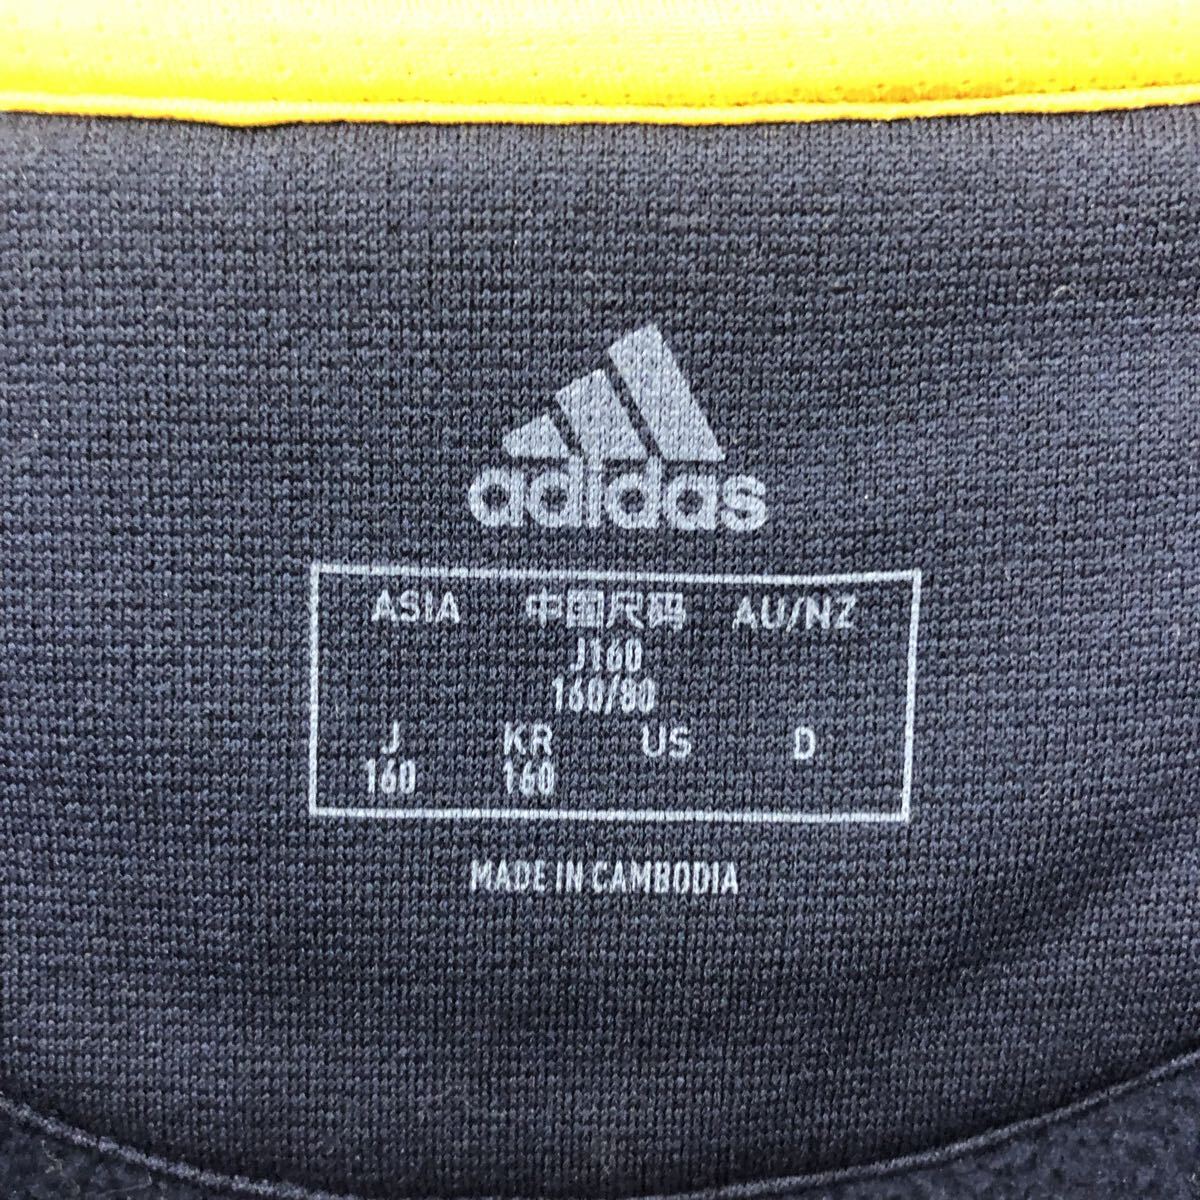 adidas
ASIA 中国尺码 AU/NZ
J160
160/80
J KR US D
160 160
MADE IN CAMBODIA